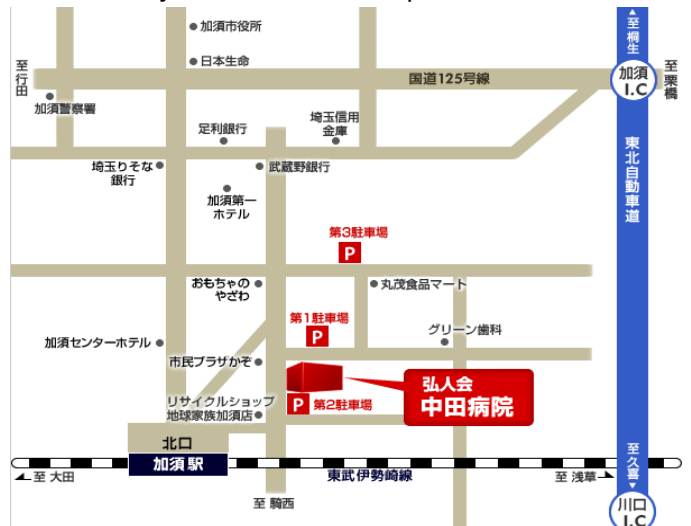 至桐生
加須市役所
日本生命
至行田
国道125号線
加須
I.C
至栗橋
加須警察署
足利銀行
埼玉信用
金庫
東北自動車道
埼玉りそな
銀行
武蔵野銀行
加須第一
ホテル
第3駐車場
P
おもちゃの
やざわ
丸茂食品マート
第1駐車場
P
グリーン歯科
加須センターホテル
市民プラザかぞ
弘人会
中田病院
リサイクルショップ
地球家族加須店
P 第2駐車場
北口
加須駅
至 大田
東武伊勢崎線
至 浅草
至久喜
至 騎西
川口
I.C